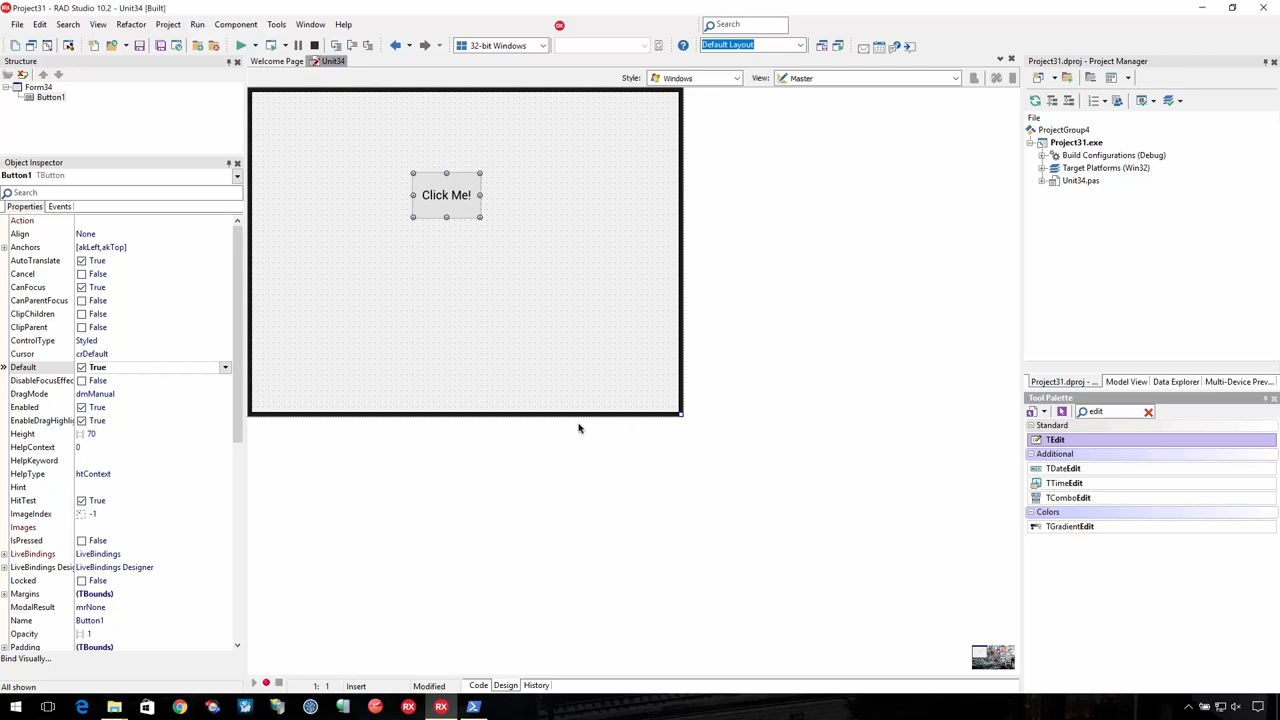 Project31 - RAD Studio 10.2 - Unit34 [Built]
File Edit Search View Refactor Project Run Component Tools Window Help
Search
32-bit Windows
Default Layout
Structure
Form34
Button1
Welcome Page Unit34
Style: Windows View: Master
Click Me!
Object Inspector
Button1 TButton
Search
Properties Events
Action
Align None
Anchors [akLeft,akTop]
AutoTranslate True
Cancel False
CanFocus True
CanParentFocus False
ClipChildren False
ClipParent False
ControlType Styled
Cursor crDefault
Default True
DisableFocusEffec False
DragMode dmManual
Enabled True
EnableDragHighlig True
Height 70
HelpContext 0
HelpKeyword
HelpType htContext
Hint
HitTest True
ImageIndex -1
Images
IsPressed False
LiveBindings LiveBindings
LiveBindings Desig LiveBindings Designer
Locked False
Margins (TBounds)
ModalResult mrNone
Name Button1
Opacity 1
Padding (TBounds)
Bind Visually...
All shown
1: 1 Insert Modified Code Design History
Project31.dproj - Project Manager
File
ProjectGroup4
Project31.exe
Build Configurations (Debug)
Target Platforms (Win32)
Unit34.pas
Project31.dproj - ... Model View Data Explorer Multi-Device Prev...
Tool Palette
edit
Standard
TEdit
Additional
TDateEdit
TTimeEdit
TComboEdit
Colors
TGradientEdit